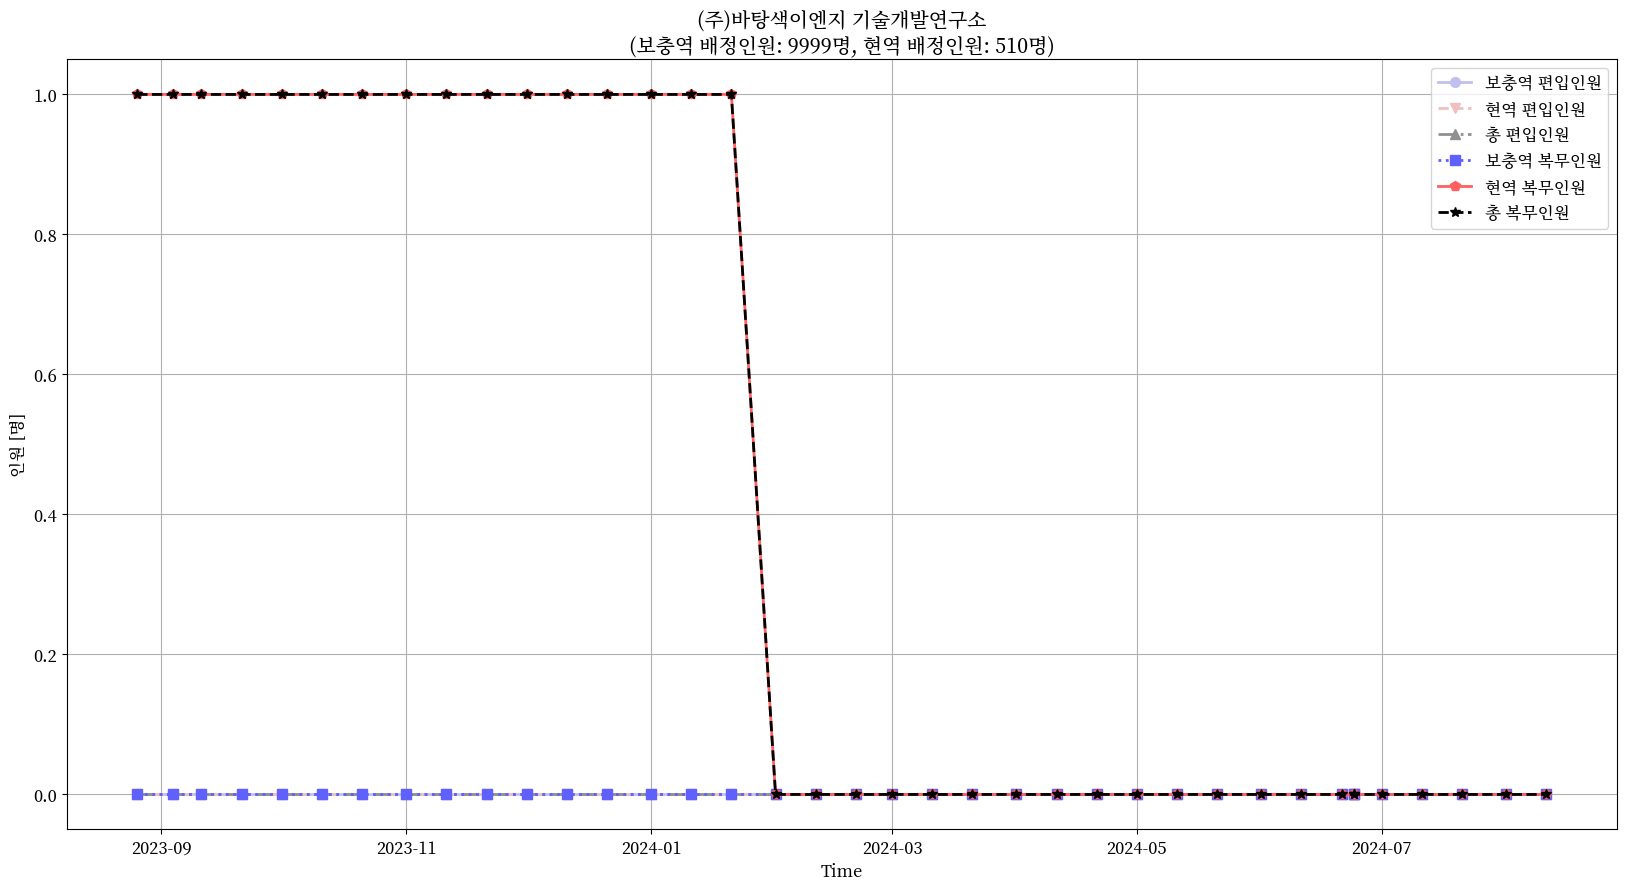 (주)바탕색이엔지 기술개발연구소
(보충역 배정인원: 9999명, 현역 배정인원: 510명)
보충역 편입인원
현역 편입인원
총 편입인원
보충역 복무인원
현역 복무인원
총 복무인원
1.0
0.8
0.6
0.4
0.2
0.0
인원 [명]
2023-09
2023-11
2024-01
2024-03
2024-05
2024-07
Time